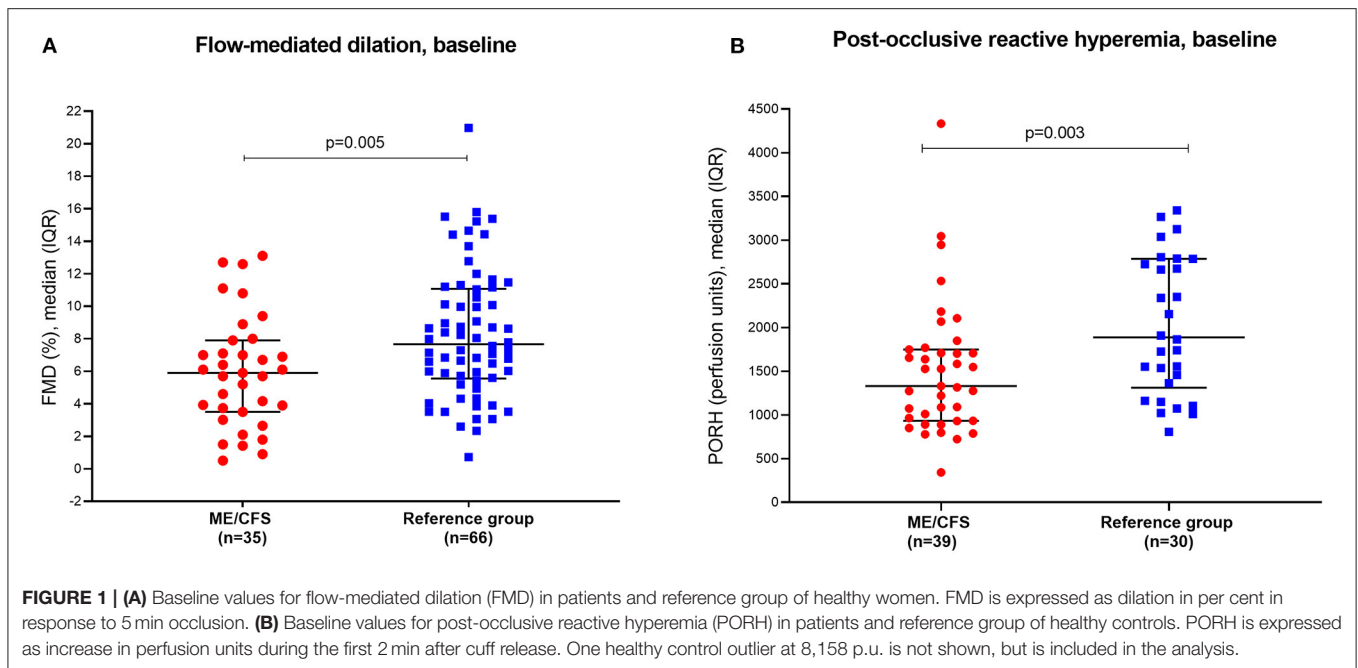 A
Flow-mediated dilation, baseline
FMD (%), median (IQR)
22
20
18
16
14
12
10
8
6
4
2
0
-2
p=0.005
ME/CFS
(n=35)
Reference group
(n=66)
B
Post-occlusive reactive hyperemia, baseline
PORH (perfusion units), median (IQR)
4500
4000
3500
3000
2500
2000
1500
1000
500
0
p=0.003
ME/CFS
(n=39)
Reference group
(n=30)
FIGURE 1 | (A) Baseline values for flow-mediated dilation (FMD) in patients and reference group of healthy women. FMD is expressed as dilation in per cent in
response to 5 min occlusion. (B) Baseline values for post-occlusive reactive hyperemia (PORH) in patients and reference group of healthy controls. PORH is expressed
as increase in perfusion units during the first 2 min after cuff release. One healthy control outlier at 8,158 p.u. is not shown, but is included in the analysis.